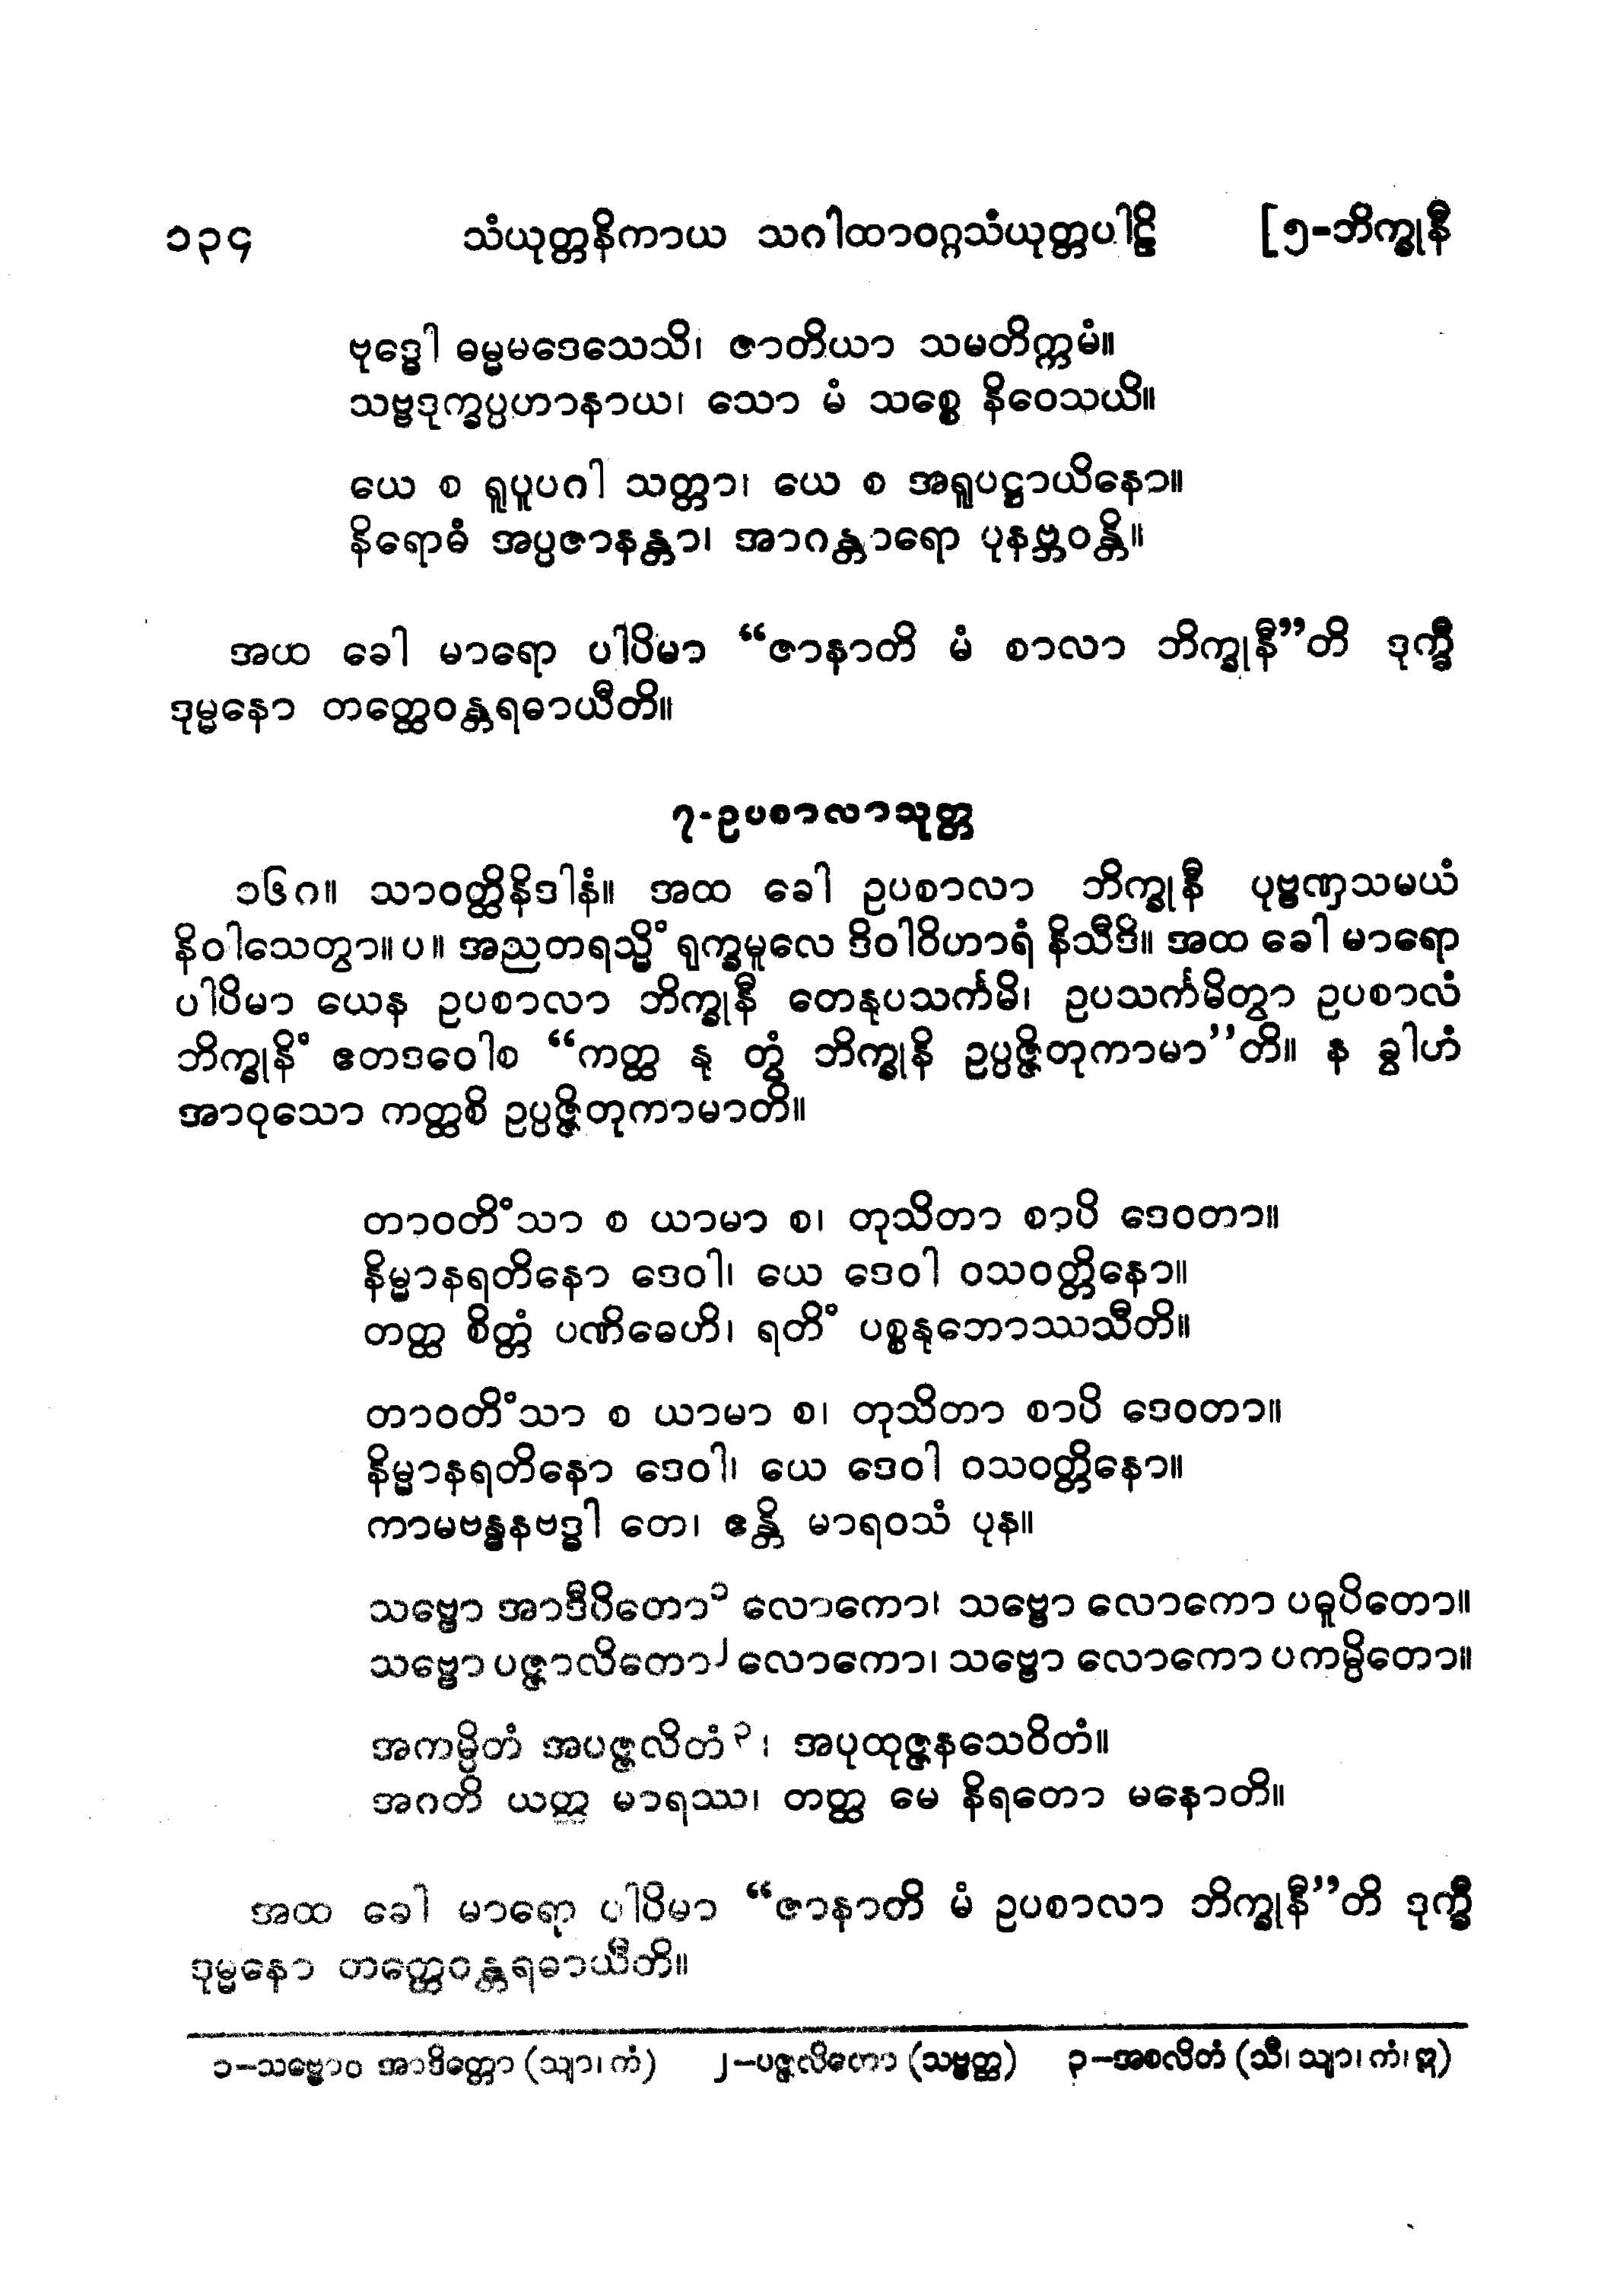 ၁၃၄ သံယုတ္တနိကာယ သဂါထာဝဂ္ဂသံယုတ္တပါဠိ [၅-ဘိက္ခုနီ
ဗုဒ္ဓေါ ဓမ္မမဒေသေသိ၊ ဇာတိယာ သမတိက္ကမံ။
သဗ္ဗဒုက္ခပ္ပဟာနာယ၊ သော မံ သစ္စေ နိဝေသယိ။
ယေ စ ရူပူပဂါ သတ္တာ၊ ယေ စ အရူပဋ္ဌာယိနော။
နိရောဓံ အပ္ပဇာနန္တာ၊ အာဂန္တာရော ပုနဗ္ဘဝန္တိ။
အထ ခေါ မာရော ပါပိမာ “ဇာနာတိ မံ စာလာ ဘိက္ခုနီ”တိ ဒုက္ခီ
ဒုမ္မနော တတ္ထေဝန္တရဓာယီတိ။
၇-ဥပစာလာသုတ္တ
၁၆၈။ သာဝတ္ထိနိဒါနံ။ အထ ခေါ ဥပစာလာ ဘိက္ခုနီ ပုဗ္ဗဏှသမယံ
နိဝါသေတွာ။ပ။ အညတရသ္မိံ ရုက္ခမူလေ ဒိဝါဝိဟာရံ နိသီဒိ။ အထ ခေါ မာရော
ပါပိမာ ယေန ဥပစာလာ ဘိက္ခုနီ တေနုပသင်္ကမိ၊ ဥပသင်္ကမိတွာ ဥပစာလံ
ဘိက္ခုနိံ ဧတဒဝေါစ “ကတ္ထ နု တွံ ဘိက္ခုနိ ဥပ္ပဇ္ဇိတုကာမာ”တိ။ န ခွါဟံ
အာဝုသော ကတ္ထစိ ဥပ္ပဇ္ဇိတုကာမာတိ။
တာဝတိံသာ စ ယာမာ စ၊ တုသိတာ စာပိ ဒေဝတာ။
နိမ္မာနရတိနော ဒေဝါ၊ ယေ ဒေဝါ ဝသဝတ္တိနော။
တတ္ထ စိတ္တံ ပဏိဓေဟိ၊ ရတိံ ပစ္စနုဘောဿသီတိ။
တာဝတိံသာ စ ယာမာ စ၊ တုသိတာ စာပိ ဒေဝတာ။
နိမ္မာနရတိနော ဒေဝါ၊ ယေ ဒေဝါ ဝသဝတ္တိနော။
ကာမဗန္ဓနဗဒ္ဓါ တေ၊ ဧန္တိ မာရဝသံ ပုန။
သဗ္ဗော အာဒီပိတော၁ လောကော၊ သဗ္ဗော လောကော ပဓူပိတော။
သဗ္ဗော ပဇ္ဇာလိတော၂ လောကော၊ သဗ္ဗော လောကော ပကမ္ပိတော။
အကမ္ပိတံ အပဇ္ဇလိတံ၃၊ အပုထုဇ္ဇနသေဝိတံ။
အဂတိ ယတ္ထ မာရဿ၊ တတ္ထ မေ နိရတော မနောတိ။
အထ ခေါ မာရော ပါပိမာ “ဇာနာတိ မံ ဥပစာလာ ဘိက္ခုနီ”တိ ဒုက္ခီ
ဒုမ္မနော တတ္ထေဝန္တရဓာယီတိ။
၁-သဗ္ဗောဝ အာဒိတ္တော (သျာ၊ ကံ) ၂-ပဇ္ဇလိတော (သဗ္ဗတ္ထ) ၃-အစလိတံ (သီ၊ သျာ၊ ကံ၊ ဣ)